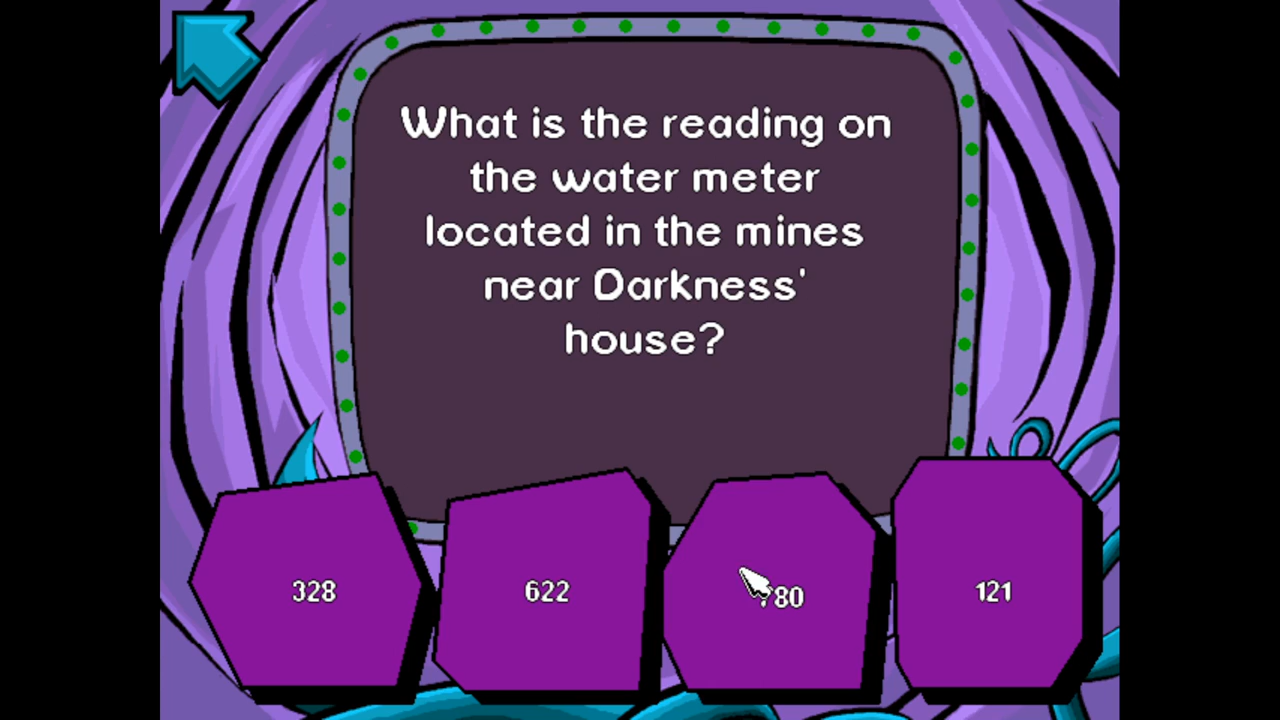 What is the reading on
the water meter
located in the mines
near Darkness'
house?
328
622
80
121